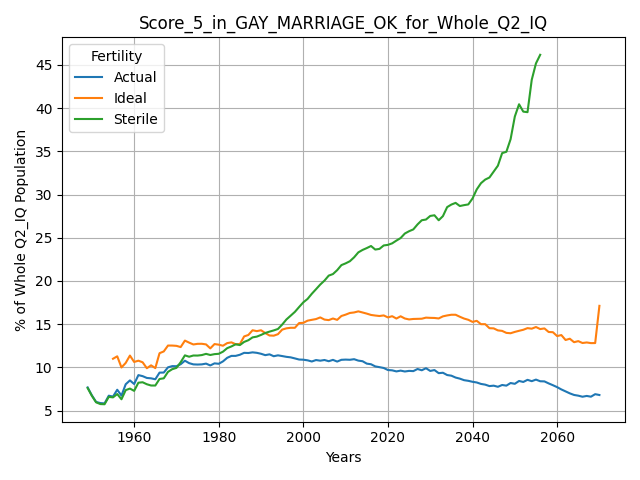 Score_5_in_GAY_MARRIAGE_OK_for_Whole_Q2_IQ
Fertility
Actual
Ideal
Sterile
% of Whole Q2_IQ Population
45
40
35
30
25
20
15
10
5
1960 1980 2000 2020 2040 2060
Years